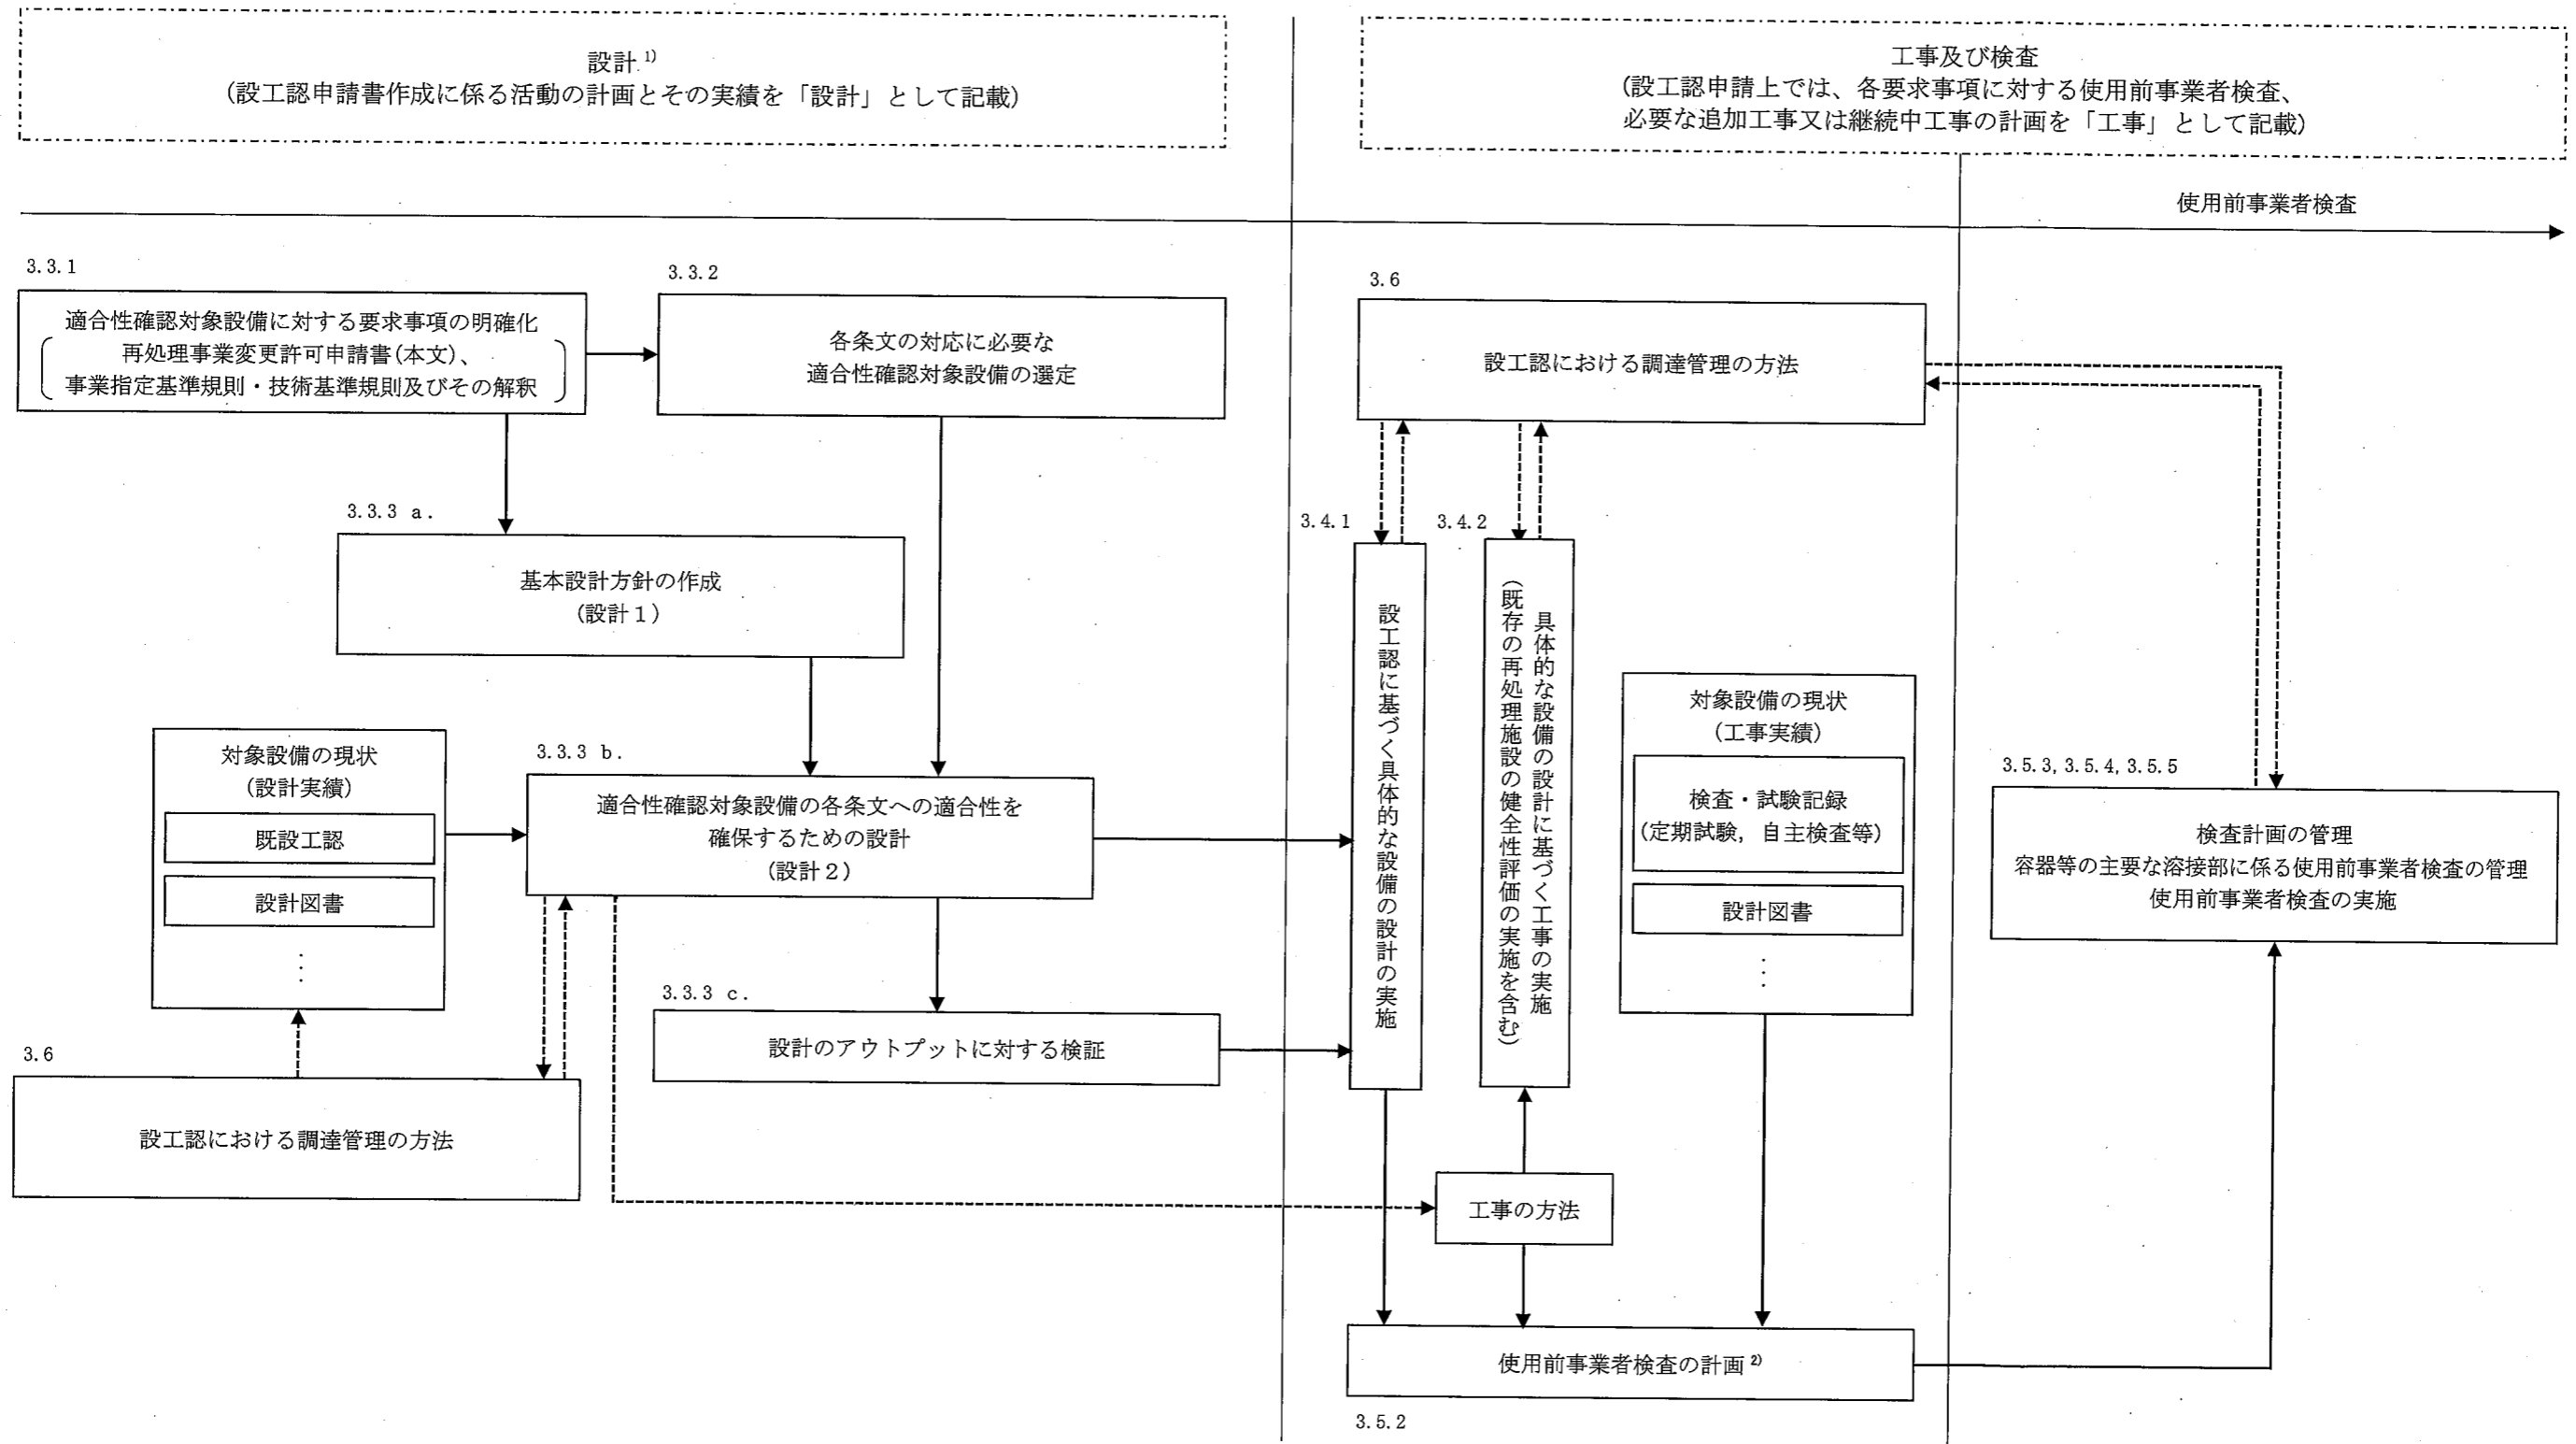 設計 1)
(設工認申請書作成に係る活動の計画とその実績を「設計」として記載)
工事及び検査
(設工認申請上では、各要求事項に対する使用前事業者検査、
必要な追加工事又は継続中工事の計画を「工事」として記載)
使用前事業者検査
3.3.1
適合性確認対象設備に対する要求事項の明確化
再処理事業変更許可申請書(本文)、
事業指定基準規則・技術基準規則及びその解釈
3.3.2
各条文の対応に必要な
適合性確認対象設備の選定
3.3.3 a.
基本設計方針の作成
(設計1)
対象設備の現状
(設計実績)
既設工認
設計図書
⋮
3.3.3 b.
適合性確認対象設備の各条文への適合性を
確保するための設計
(設計2)
3.3.3 c.
設計のアウトプットに対する検証
3.6
設工認における調達管理の方法
3.6
設工認における調達管理の方法
3.4.1
設工認に基づく具体的な設備の設計の実施
3.4.2
具体的な設備の設計に基づく工事の実施
(既存の再処理施設の健全性評価の実施を含む)
対象設備の現状
(工事実績)
検査・試験記録
(定期試験, 自主検査等)
設計図書
⋮
工事の方法
使用前事業者検査の計画 2)
3.5.2
3.5.3, 3.5.4, 3.5.5
検査計画の管理
容器等の主要な溶接部に係る使用前事業者検査の管理
使用前事業者検査の実施